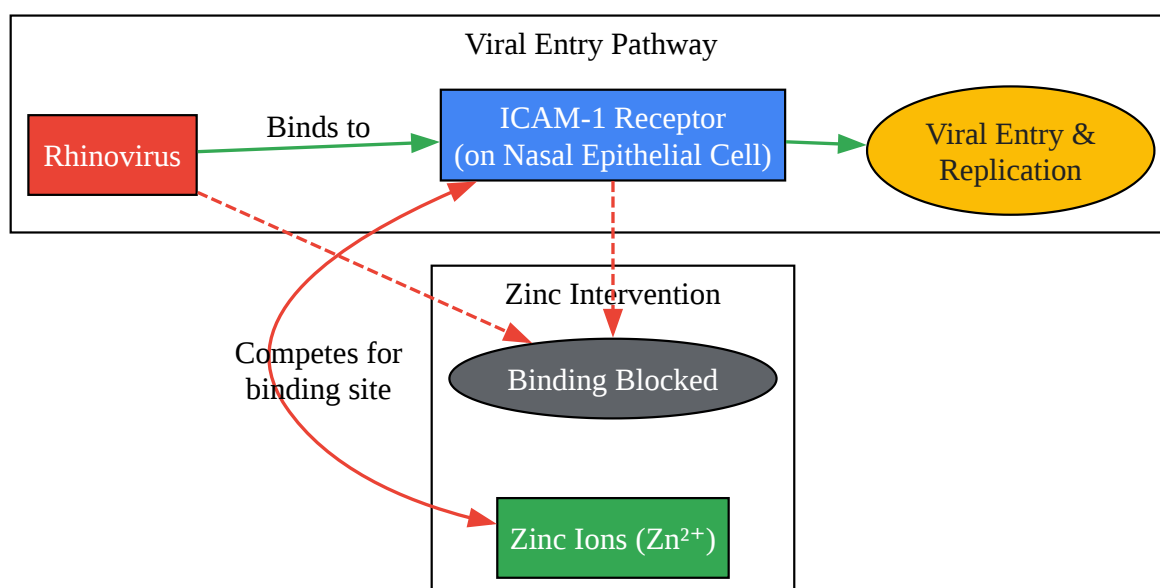 Viral Entry Pathway
Rhinovirus
Binds to
ICAM-1 Receptor
(on Nasal Epithelial Cell)
Viral Entry &
Replication
Zinc Intervention
Competes for
binding site
Binding Blocked
Zinc Ions (Zn²⁺)